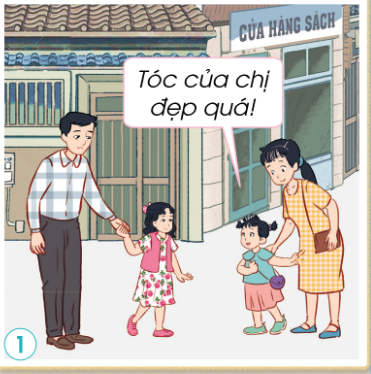 CỬA HÀNG SÁCH
Tóc của chị
đẹp quá!
1